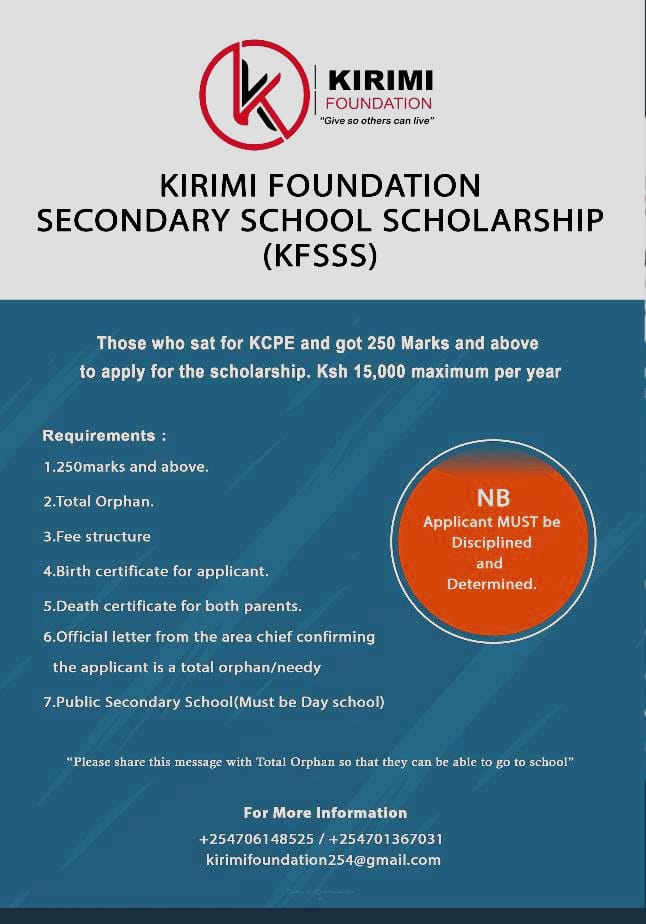 KIRIMI
FOUNDATION
"Give so others can live"
KIRIMI FOUNDATION
SECONDARY SCHOOL SCHOLARSHIP
(KFSSS)
Those who sat for KCPE and got 250 Marks and above
to apply for the scholarship. Ksh 15,000 maximum per year
Requirements :
1.250marks and above.
2.Total Orphan.
3.Fee structure
4.Birth certificate for applicant.
5.Death certificate for both parents.
6.Official letter from the area chief confirming
the applicant is a total orphan/needy
7.Public Secondary School(Must be Day school)
NB
Applicant MUST be
Disciplined
and
Determined.
"Please share this message with Total Orphan so that they can be able to go to school"
For More Information
+254706148525 / +254701367031
kirimifoundation254@gmail.com